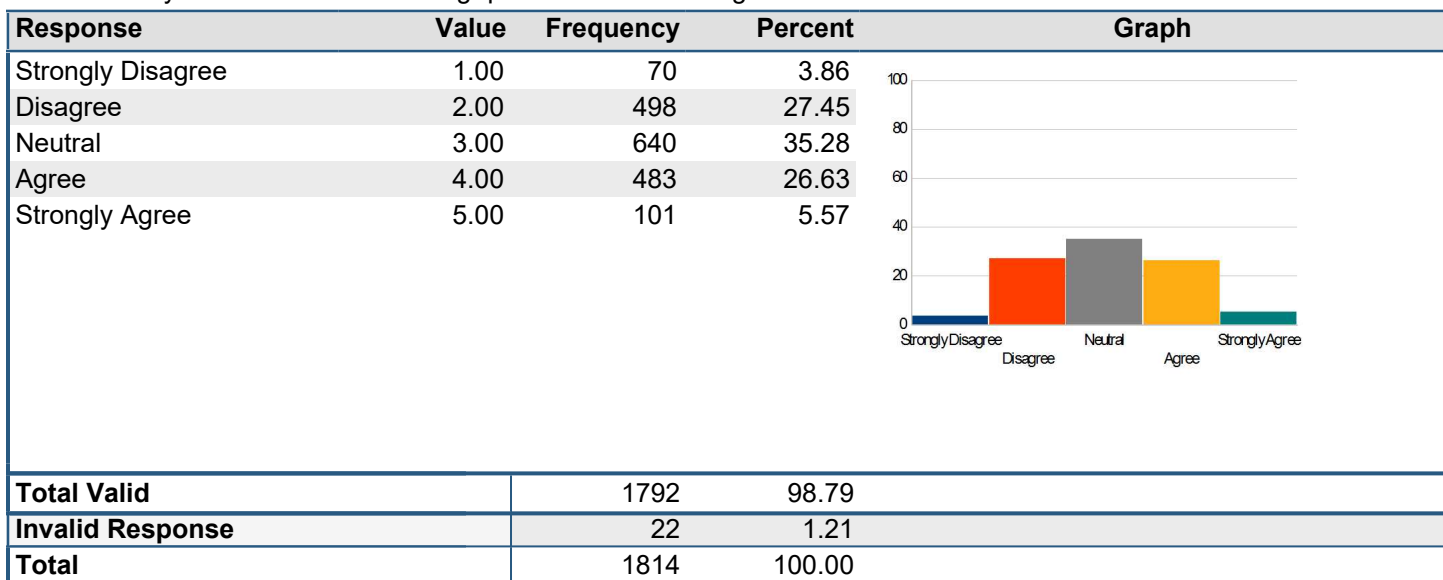 Response Value Frequency Percent Graph
Strongly Disagree 1.00 70 3.86
Disagree 2.00 498 27.45
Neutral 3.00 640 35.28
Agree 4.00 483 26.63
Strongly Agree 5.00 101 5.57
100
80
60
40
20
0
Strongly Disagree Neutral Strongly Agree
Disagree Agree
Total Valid 1792 98.79
Invalid Response 22 1.21
Total 1814 100.00